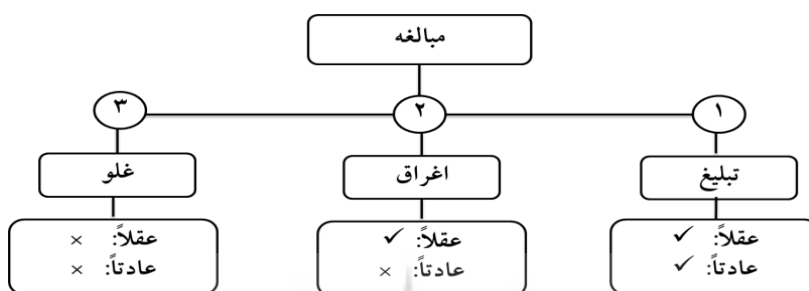 مبالغه
۱
۲
۳
تبلیغ
اغراق
غلو
عقلاً: ✓
عادتاً: ✓
عقلاً: ✓
عادتاً: ×
عقلاً: ×
عادتاً: ×